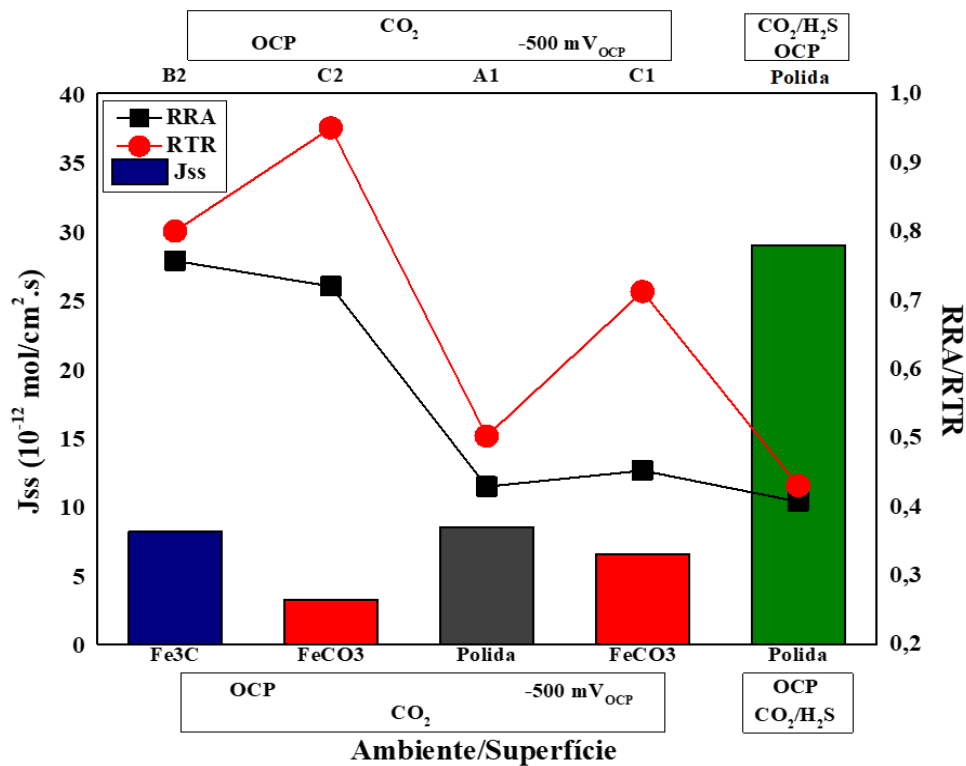 CO₂
OCP -500 mV_OCP
CO₂/H₂S
OCP
B2 C2 A1 C1 Polida
40 1,0
RRA
RTR
Jss
35 0,9
30 0,8
25 0,7
20 0,6
15 0,5
10 0,4
5 0,3
0 0,2
Jss (10⁻¹² mol/cm².s)
RRA/RTR
Fe3C FeCO3 Polida FeCO3 Polida
OCP -500 mV_OCP
CO₂
OCP
CO₂/H₂S
Ambiente/Superfície